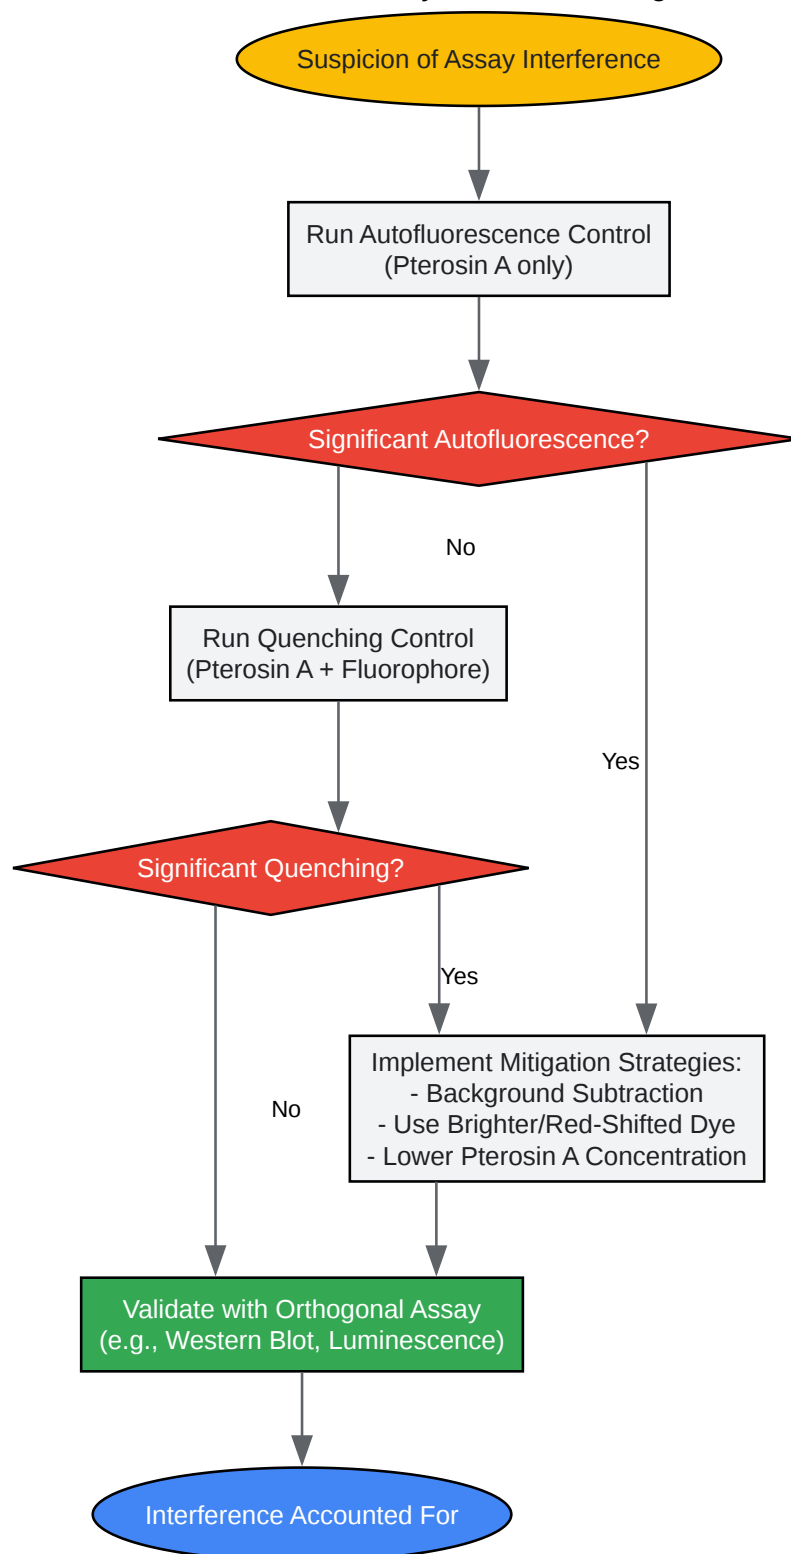 Suspicion of Assay Interference
Run Autofluorescence Control
(Pterosin A only)
Significant Autofluorescence?
No
Run Quenching Control
(Pterosin A + Fluorophore)
Yes
Significant Quenching?
Yes
Implement Mitigation Strategies:
- Background Subtraction
- Use Brighter/Red-Shifted Dye
- Lower Pterosin A Concentration
No
Validate with Orthogonal Assay
(e.g., Western Blot, Luminescence)
Interference Accounted For